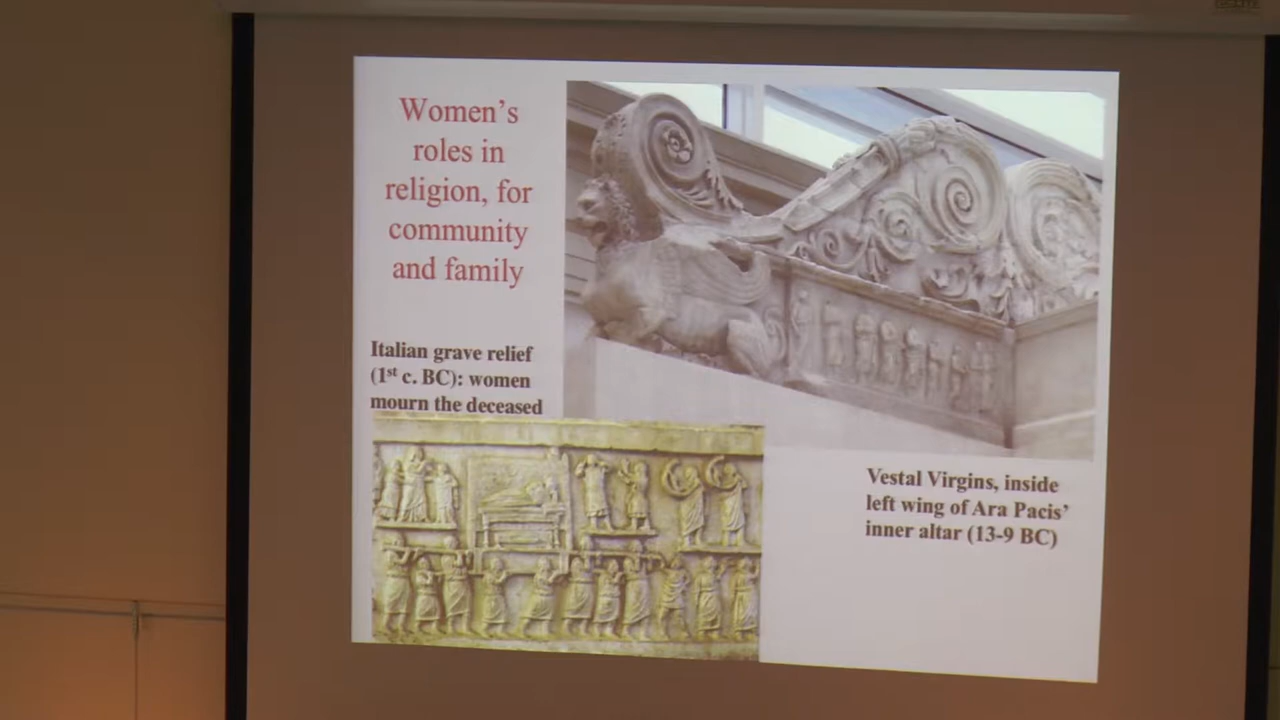 Women's
roles in
religion, for
community
and family
Italian grave relief
(1st c. BC): women
mourn the deceased
Vestal Virgins, inside
left wing of Ara Pacis'
inner altar (13-9 BC)